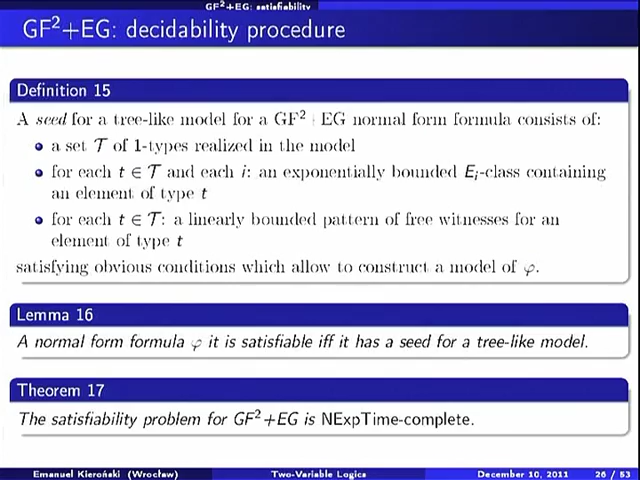 GF²+EG: satisfiability
GF²+EG: decidability procedure
Definition 15
A seed for a tree-like model for a GF²+EG normal form formula consists of:
a set 𝒯 of 1-types realized in the model
for each t ∈ 𝒯 and each i: an exponentially bounded Eᵢ-class containing
an element of type t
for each t ∈ 𝒯: a linearly bounded pattern of free witnesses for an
element of type t
satisfying obvious conditions which allow to construct a model of φ.
Lemma 16
A normal form formula φ it is satisfiable iff it has a seed for a tree-like model.
Theorem 17
The satisfiability problem for GF²+EG is NExpTime-complete.
Emanuel Kieroński (Wrocław) Two-Variable Logics December 10, 2011 26 / 53